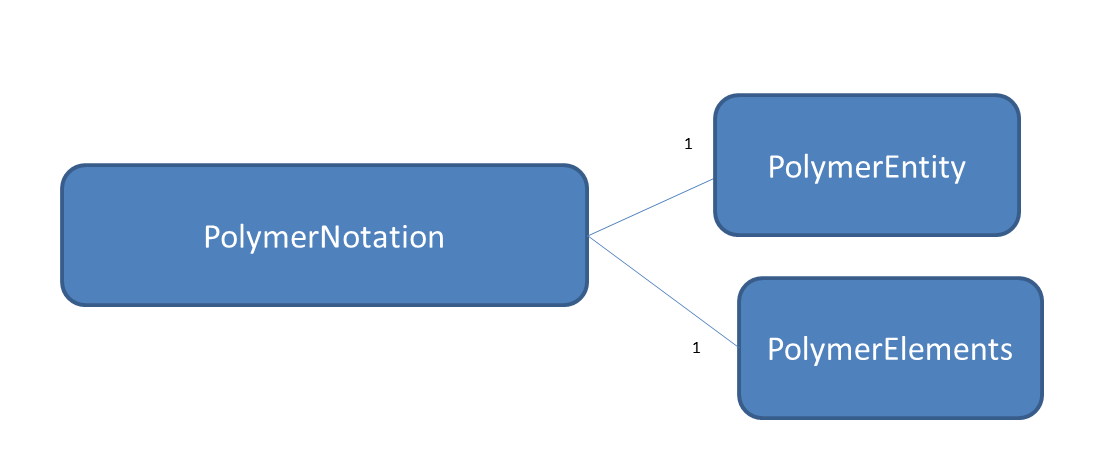 1
PolymerEntity
PolymerNotation
1
PolymerElements